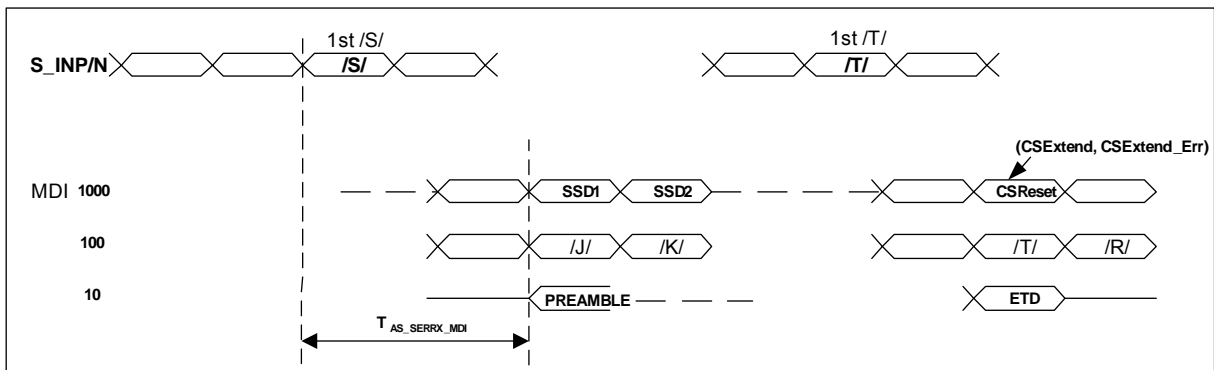 1st /S/
1st /T/
S_INP/N
/S/
/T/
(CSExtend, CSExtend_Err)
MDI 1000
SSD1
SSD2
CSReset
100
/J/
/K/
/T/
/R/
10
PREAMBLE
ETD
T AS_SERRX_MDI